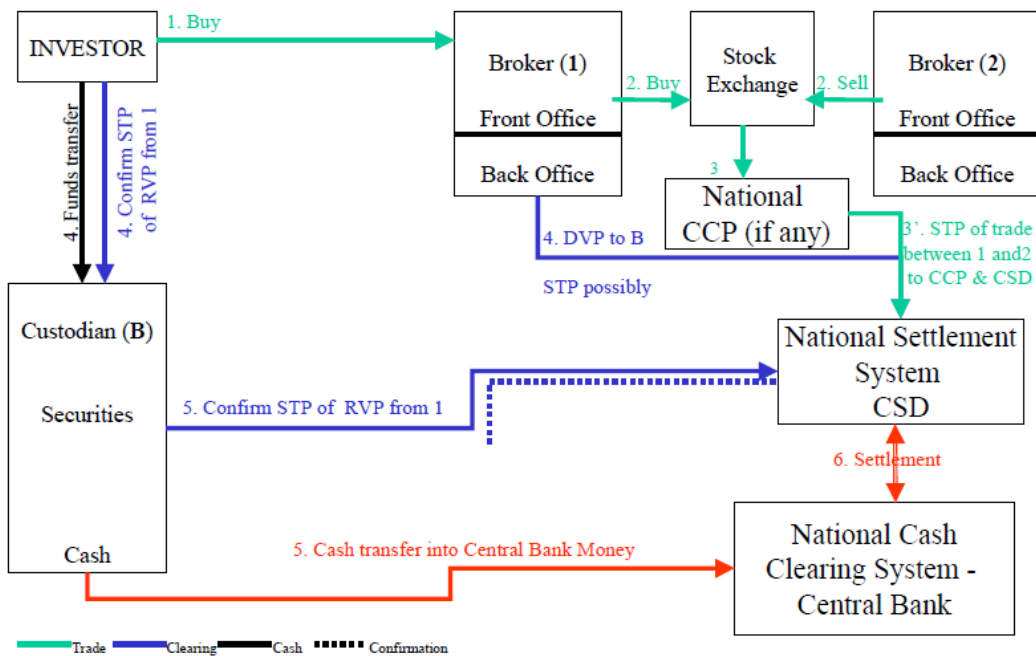 1. Buy
INVESTOR
Broker (1)
Front Office
Back Office
2. Buy
Stock
Exchange
2. Sell
Broker (2)
Front Office
Back Office
3
National
CCP (if any)
3’. STP of trade
between 1 and2
to CCP & CSD
4. Funds transfer
4. Confirm STP
of RVP from 1
4. DVP to B
STP possibly
Custodian (B)
Securities
Cash
5. Confirm STP of RVP from 1
National Settlement
System
CSD
6. Settlement
5. Cash transfer into Central Bank Money
National Cash
Clearing System -
Central Bank
Trade
Clearing
Cash
Confirmation